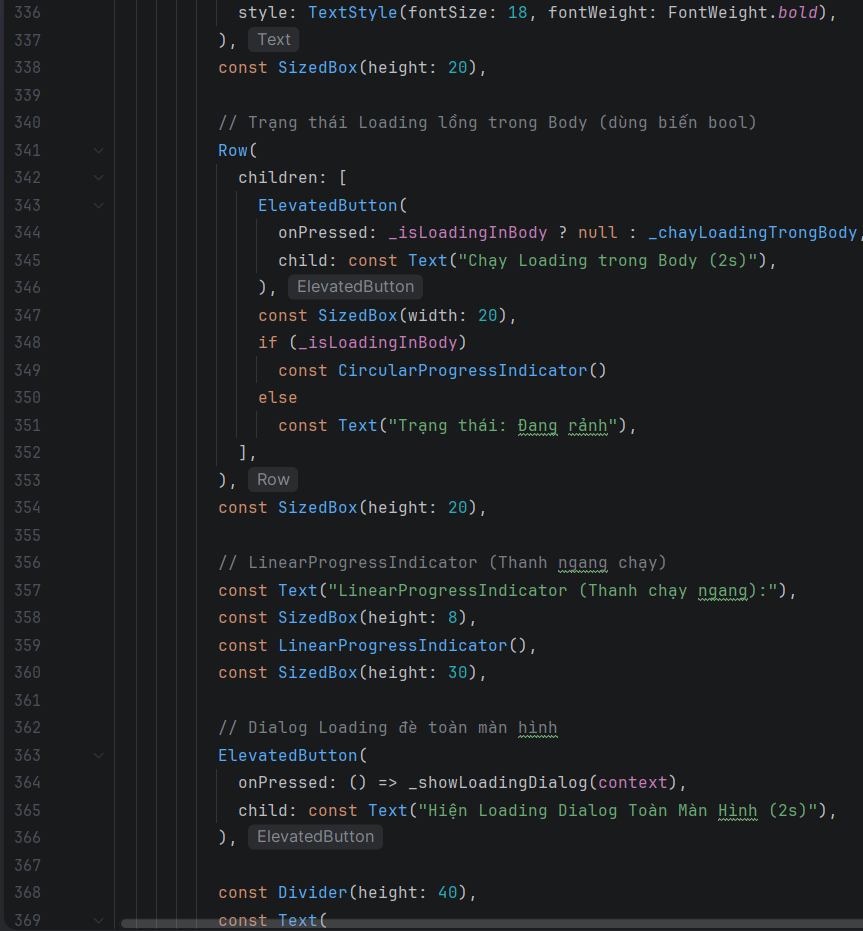 336 style: TextStyle(fontSize: 18, fontWeight: FontWeight.bold),
337 ), Text
338 const SizedBox(height: 20),
339
340 // Trạng thái Loading lồng trong Body (dùng biến bool)
341 Row(
342 children: [
343 ElevatedButton(
344 onPressed: _isLoadingInBody ? null : _chayLoadingTrongBody,
345 child: const Text("Chạy Loading trong Body (2s)"),
346 ), ElevatedButton
347 const SizedBox(width: 20),
348 if (_isLoadingInBody)
349 const CircularProgressIndicator()
350 else
351 const Text("Trạng thái: Đang rảnh"),
352 ],
353 ), Row
354 const SizedBox(height: 20),
355
356 // LinearProgressIndicator (Thanh ngang chạy)
357 const Text("LinearProgressIndicator (Thanh chạy ngang):"),
358 const SizedBox(height: 8),
359 const LinearProgressIndicator(),
360 const SizedBox(height: 30),
361
362 // Dialog Loading đè toàn màn hình
363 ElevatedButton(
364 onPressed: () => _showLoadingDialog(context),
365 child: const Text("Hiện Loading Dialog Toàn Màn Hình (2s)"),
366 ), ElevatedButton
367
368 const Divider(height: 40),
369 const Text(